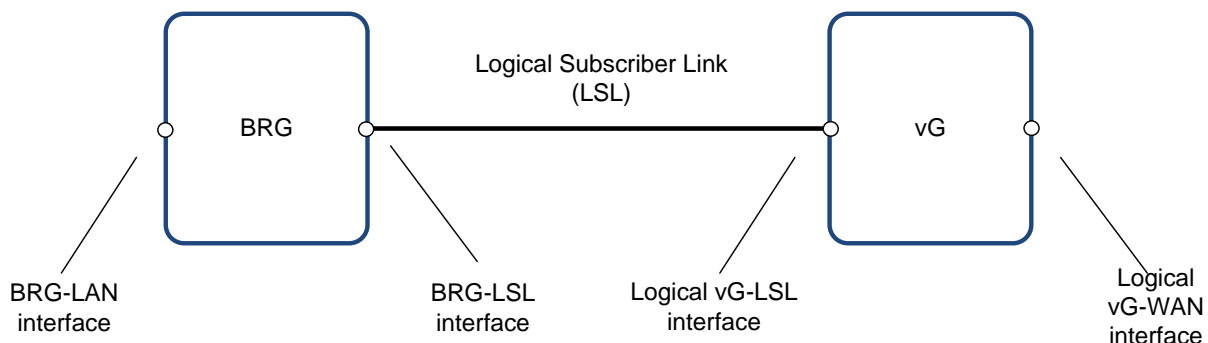 Logical Subscriber Link
(LSL)
BRG
vG
BRG-LAN
interface
BRG-LSL
interface
Logical vG-LSL
interface
Logical
vG-WAN
interface